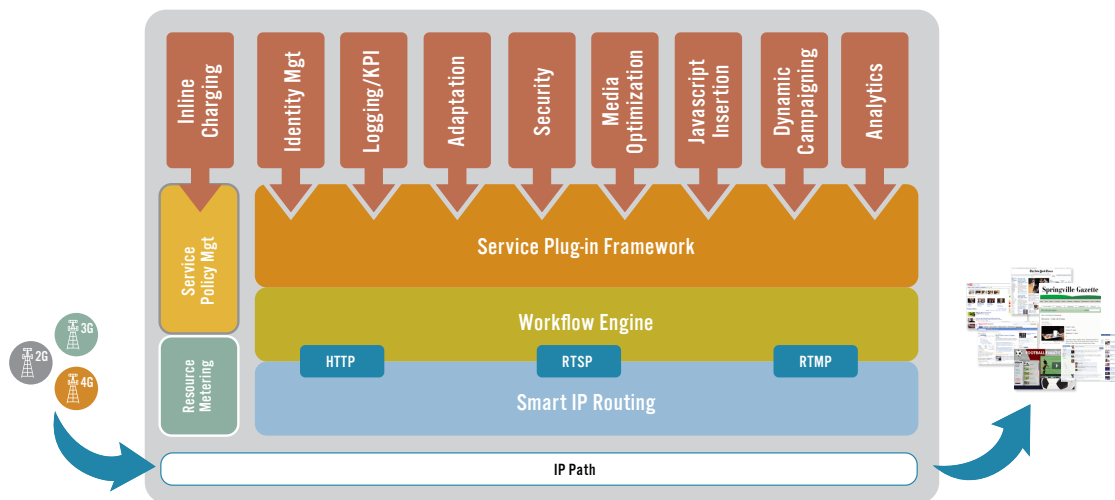 Inline
Charging
Identity Mgt
Logging/KPI
Adaptation
Security
Media
Optimization
Javascript
Insertion
Dynamic
Campaigning
Analytics
Service
Policy Mgt
Service Plug-in Framework
Workflow Engine
HTTP
RTSP
RTMP
Resource
Metering
Smart IP Routing
IP Path
2G
3G
4G
Springville Gazette